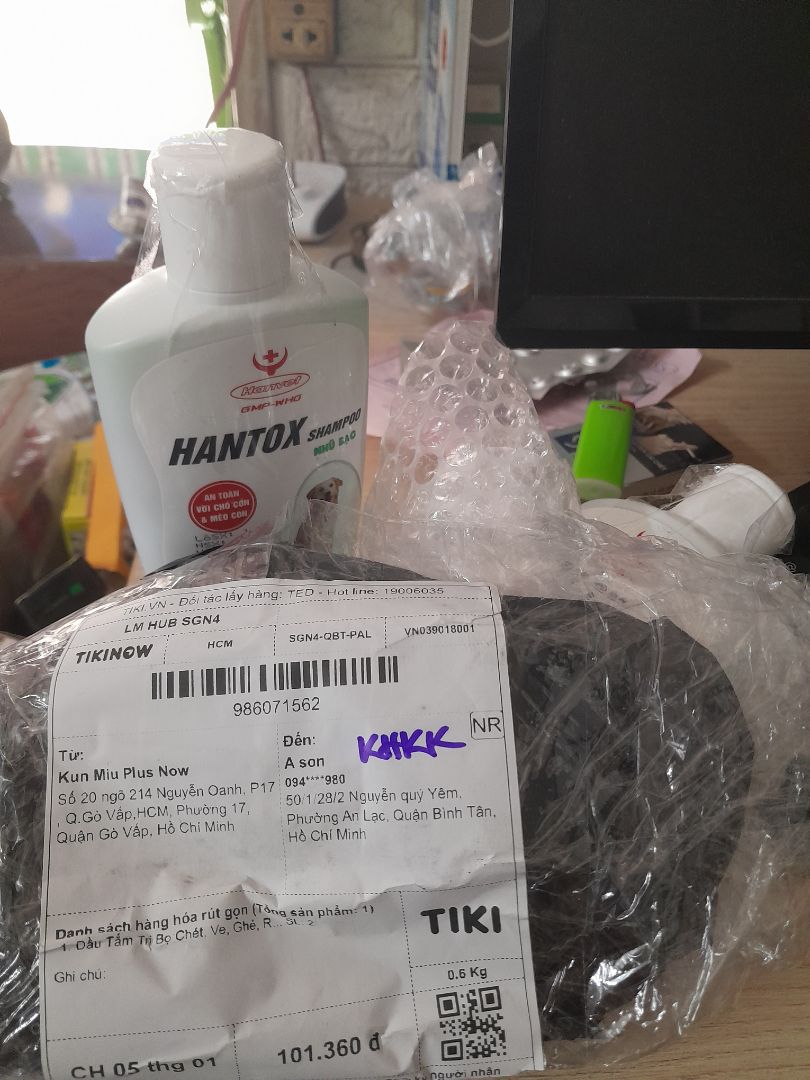 Hanvet
GMP-WHO
HANTOX SHAMPOO
NHŨ BẠC
AN TOÀN
VỚI CHÓ CON
& MÈO CON
TIKI.VN - Đối tác lấy hàng: TED - Hot line: 19006035
LM HUB SGN4
TIKINOW HCM SGN4-QBT-PAL VN039018001
986071562
NR
Từ:
Kun Miu Plus Now
Số 20 ngõ 214 Nguyễn Oanh, P17
, Q.Gò Vấp,HCM, Phường 17,
Quận Gò Vấp, Hồ Chí Minh
Đến:
A son
094****980
50/1/28/2 Nguyễn quý Yêm,
Phường An Lạc, Quận Bình Tân,
Hồ Chí Minh
Danh sách hàng hóa rút gọn (Tổng sản phẩm: 1)
1. Dầu Tắm Trị Bọ Chét, Ve, Ghẻ, R...
Ghi chú:
TIKI
0.6 Kg
CH 05 thg 01
101.360 đ
người nhận